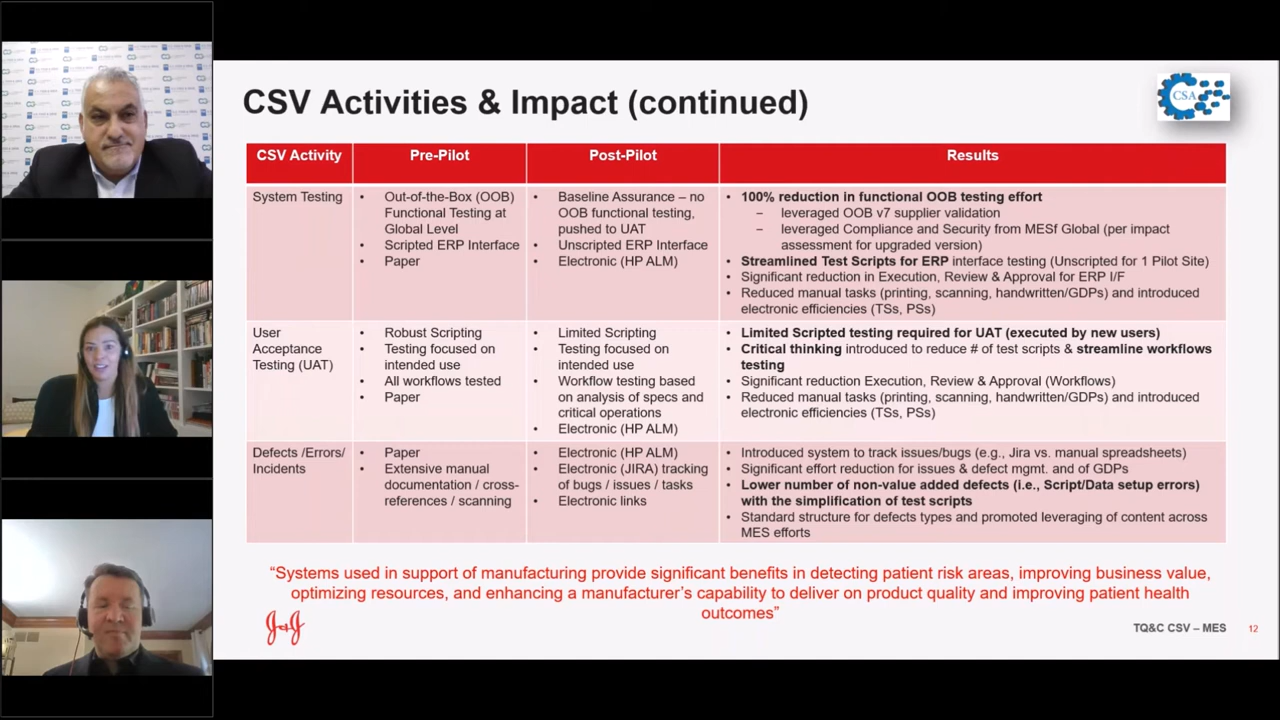 CSV Activities & Impact (continued)
CSA
CSV Activity
Pre-Pilot
Post-Pilot
Results
System Testing
• Out-of-the-Box (OOB)
Functional Testing at
Global Level
• Scripted ERP Interface
• Paper
• Baseline Assurance – no
OOB functional testing,
pushed to UAT
• Unscripted ERP Interface
• Electronic (HP ALM)
• 100% reduction in functional OOB testing effort
– leveraged OOB v7 supplier validation
– leveraged Compliance and Security from MESf Global (per impact
assessment for upgraded version)
• Streamlined Test Scripts for ERP interface testing (Unscripted for 1 Pilot Site)
• Significant reduction in Execution, Review & Approval for ERP I/F
• Reduced manual tasks (printing, scanning, handwritten/GDPs) and introduced
electronic efficiencies (TSs, PSs)
User
Acceptance
Testing (UAT)
• Robust Scripting
• Testing focused on
intended use
• All workflows tested
• Paper
• Limited Scripting
• Testing focused on
intended use
• Workflow testing based
on analysis of specs and
critical operations
• Electronic (HP ALM)
• Limited Scripted testing required for UAT (executed by new users)
• Critical thinking introduced to reduce # of test scripts & streamline workflows
testing
• Significant reduction Execution, Review & Approval (Workflows)
• Reduced manual tasks (printing, scanning, handwritten/GDPs) and introduced
electronic efficiencies (TSs, PSs)
Defects /Errors/
Incidents
• Paper
• Extensive manual
documentation / cross-
references / scanning
• Electronic (HP ALM)
• Electronic (JIRA) tracking
of bugs / issues / tasks
• Electronic links
• Introduced system to track issues/bugs (e.g., Jira vs. manual spreadsheets)
• Significant effort reduction for issues & defect mgmt. and of GDPs
• Lower number of non-value added defects (i.e., Script/Data setup errors)
with the simplification of test scripts
• Standard structure for defects types and promoted leveraging of content across
MES efforts
“Systems used in support of manufacturing provide significant benefits in detecting patient risk areas, improving business value,
optimizing resources, and enhancing a manufacturer’s capability to deliver on product quality and improving patient health
outcomes”
J&J
TQ&C CSV – MES 12